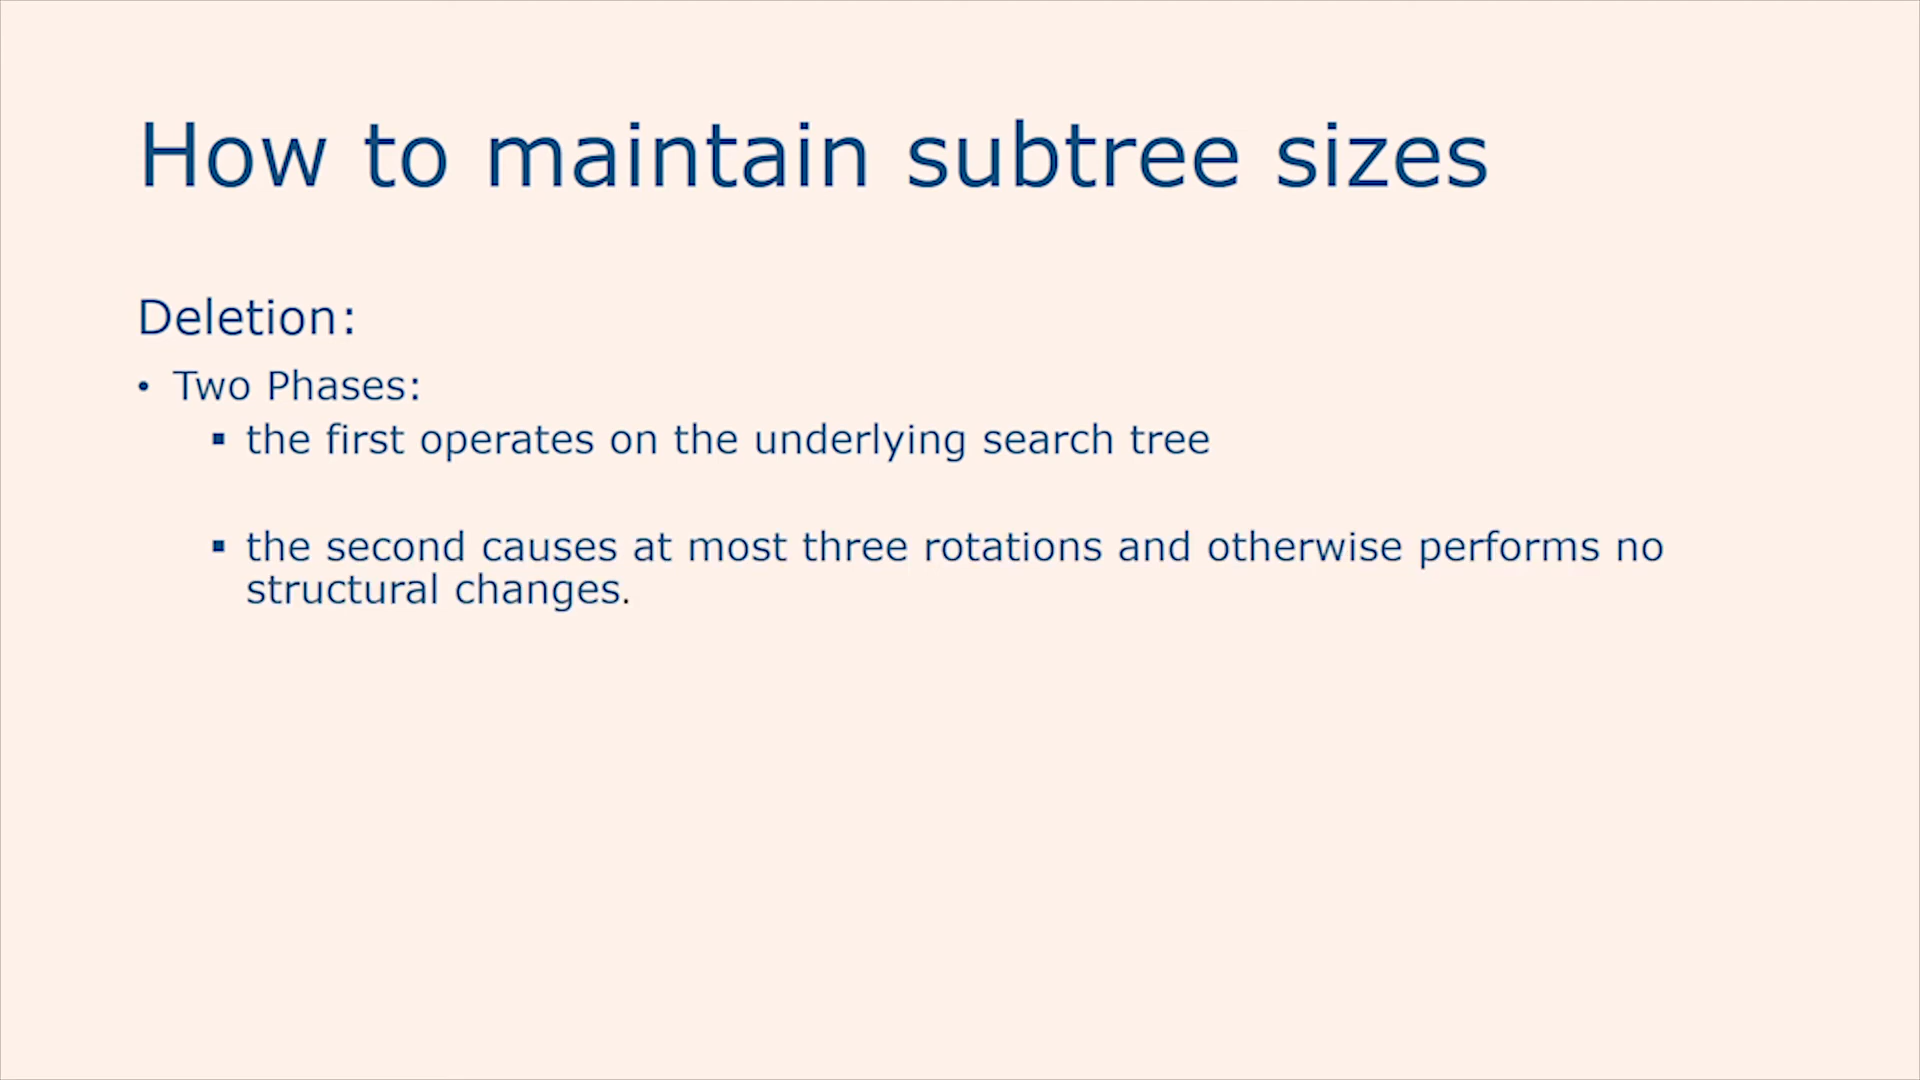 How to maintain subtree sizes
Deletion:
• Two Phases:
▪ the first operates on the underlying search tree
▪ the second causes at most three rotations and otherwise performs no
structural changes.